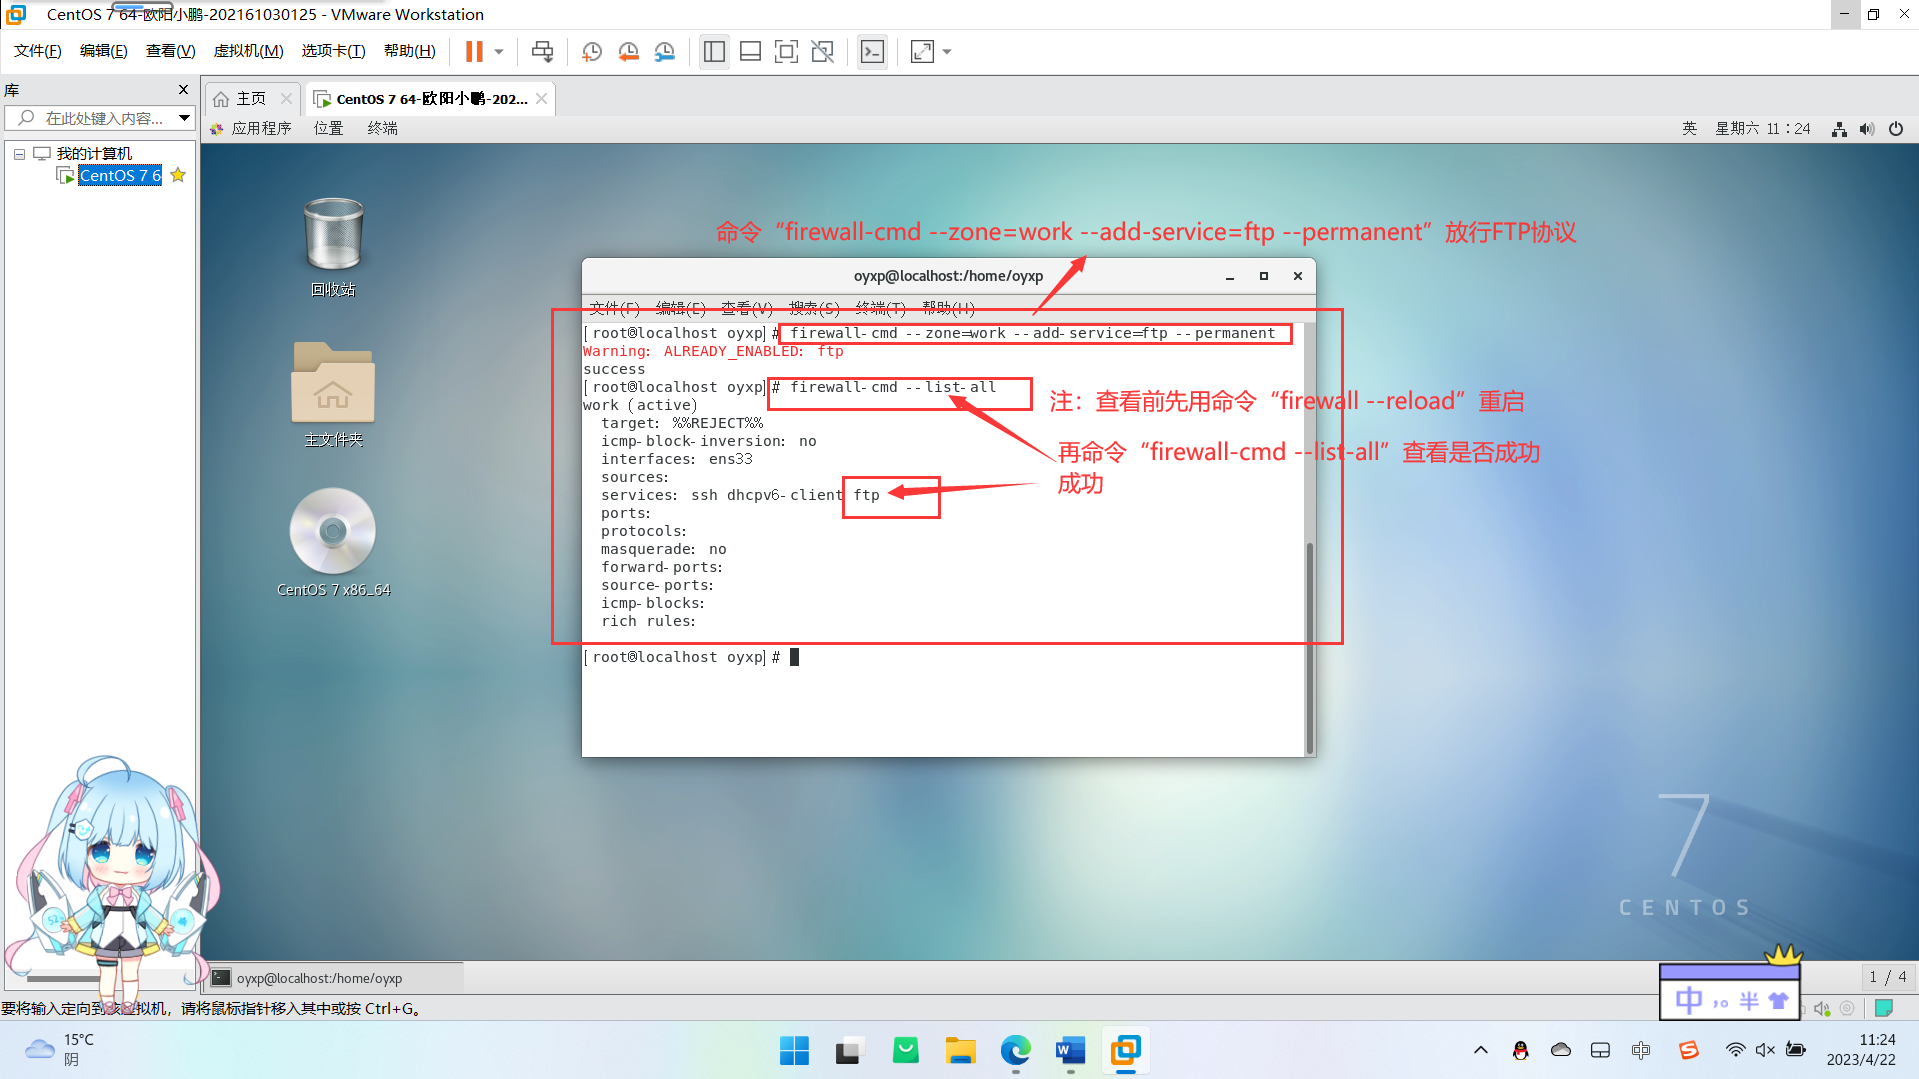 CentOS 7 64-欧阳小鹏-202161030125 - VMware Workstation
文件(F) 编辑(E) 查看(V) 虚拟机(M) 选项卡(T) 帮助(H)
库
在此处键入内容...
我的计算机
CentOS 7 6
主页
CentOS 7 64-欧阳小鹏-202...
应用程序 位置 终端
英 星期六 11：24
回收站
主文件夹
CentOS 7 x86_64
命令“firewall-cmd --zone=work --add-service=ftp --permanent”放行FTP协议
oyxp@localhost:/home/oyxp
文件(F) 编辑(E) 查看(V) 搜索(S) 终端(T) 帮助(H)
[root@localhost oyxp]# firewall-cmd --zone=work --add-service=ftp --permanent
Warning: ALREADY_ENABLED: ftp
success
[root@localhost oyxp]# firewall-cmd --list-all
work (active)
target: %%REJECT%%
icmp-block-inversion: no
interfaces: ens33
sources:
services: ssh dhcpv6-client ftp
ports:
protocols:
masquerade: no
forward-ports:
source-ports:
icmp-blocks:
rich rules:
[root@localhost oyxp]#
注：查看前先用命令“firewall --reload”重启
再命令“firewall-cmd --list-all”查看是否成功
成功
7
CENTOS
oyxp@localhost:/home/oyxp
1 / 4
中 ，。 半
要将输入定向到该虚拟机，请将鼠标指针移入其中或按 Ctrl+G。
15°C
阴
中
11:24
2023/4/22